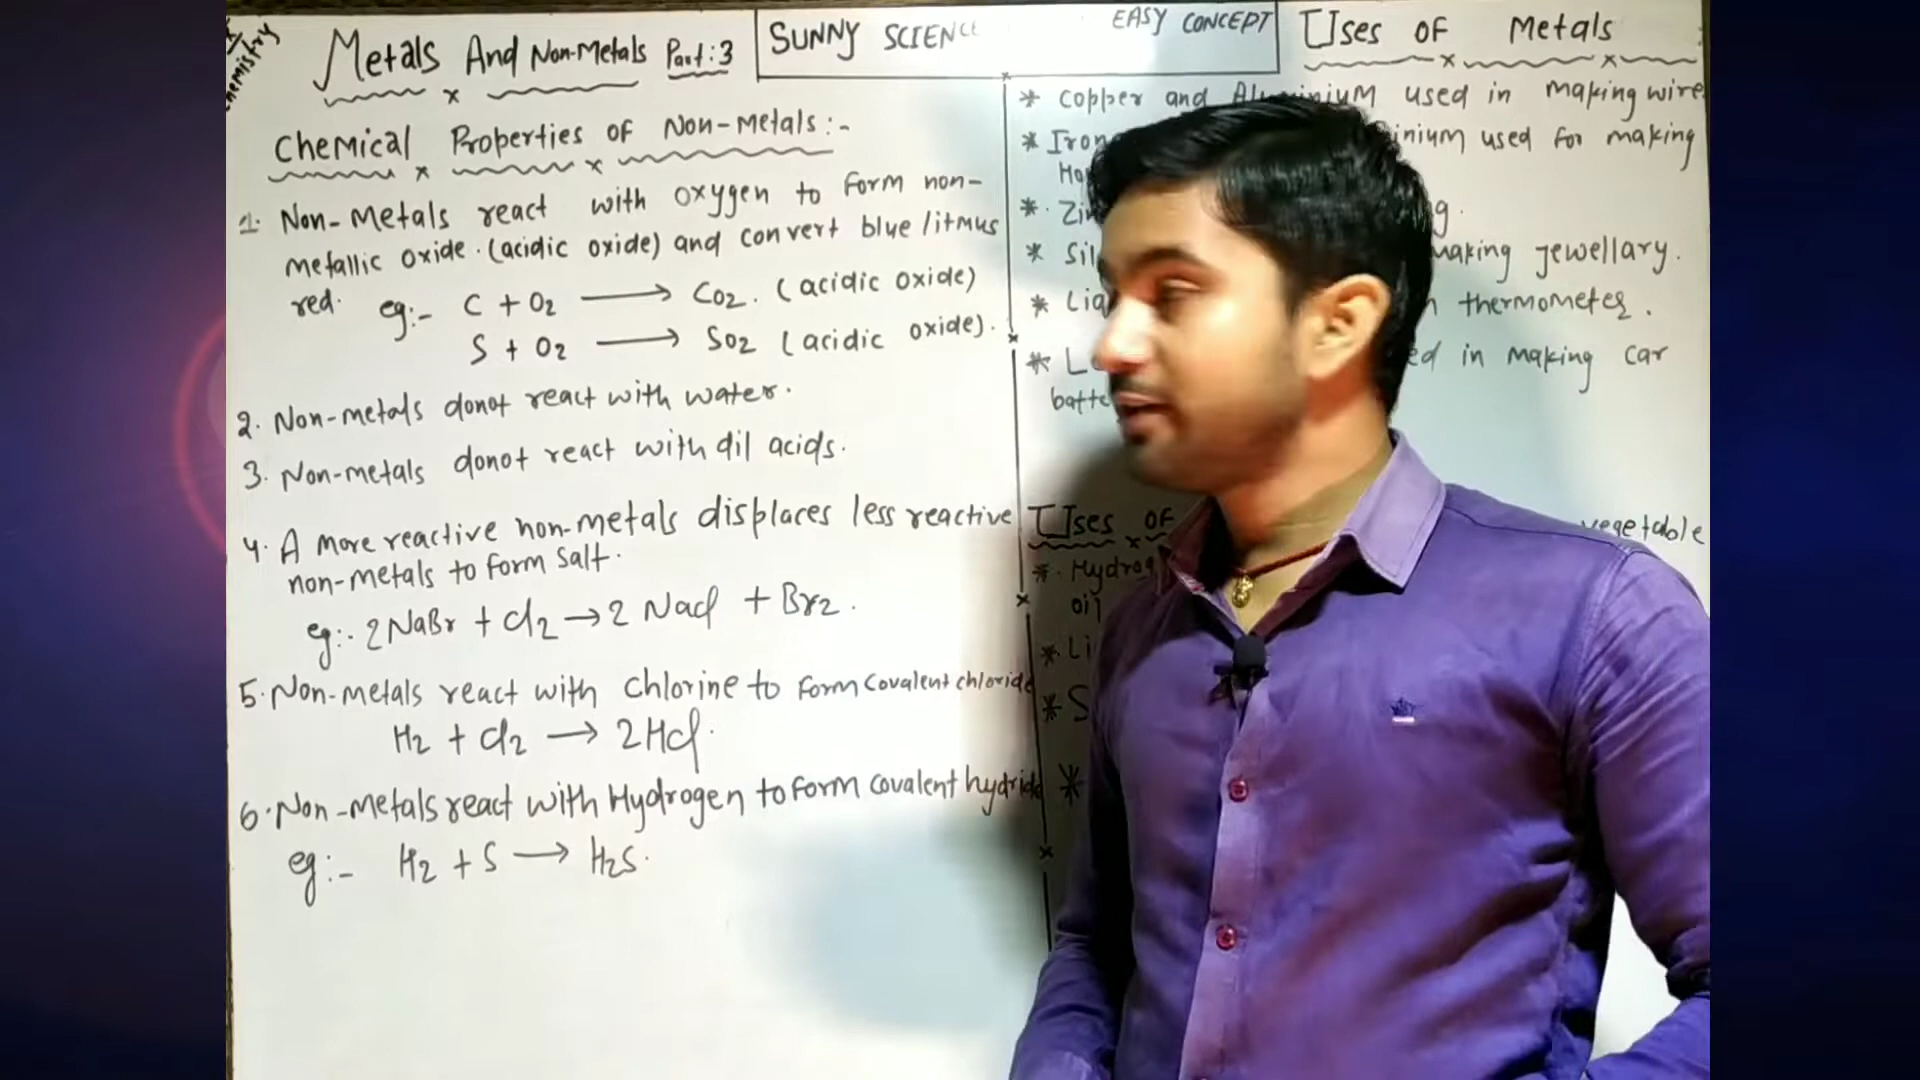 Chemistry
Metals And Non-Metals Part:3
SUNNY SCIENCE EASY CONCEPT
Chemical Properties of Non-Metals:-
1. Non-Metals react with oxygen to form non-
metallic oxide. (acidic oxide) and convert blue litmus
red. eg:- C + O2 → CO2. (acidic oxide)
S + O2 → SO2 (acidic oxide).
2. Non-metals donot react with water.
3. Non-metals donot react with dil acids.
4. A more reactive non-metals displaces less reactive
non-metals to form salt.
eg:- 2NaBr + Cl2 → 2 NaCl + Br2.
5. Non-metals react with chlorine to form covalent chloride
H2 + Cl2 → 2HCl.
6. Non-metals react with Hydrogen to form covalent hydride
eg:- H2 + S → H2S.
Uses of Metals
* Copper and Aluminium used in making wire
* Iron used for making
making jewellary.
thermometer.
in making car
Uses of
vegetable
* Hydrog
oil